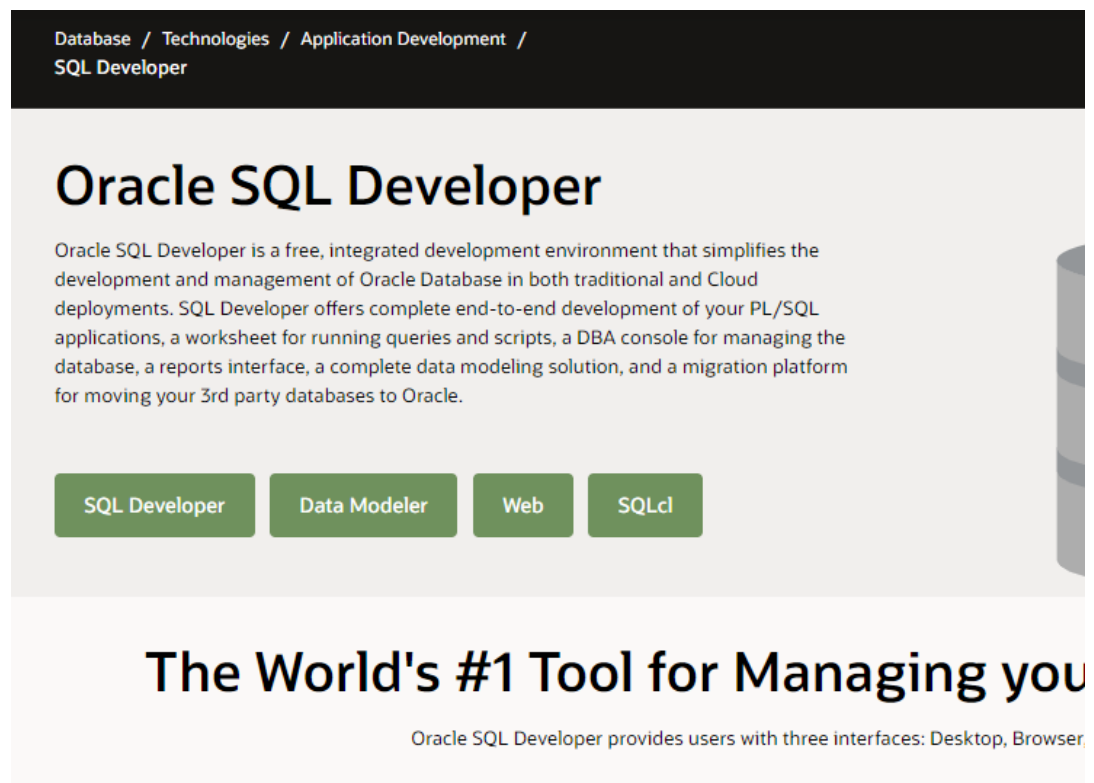 Database / Technologies / Application Development /
SQL Developer
Oracle SQL Developer
Oracle SQL Developer is a free, integrated development environment that simplifies the
development and management of Oracle Database in both traditional and Cloud
deployments. SQL Developer offers complete end-to-end development of your PL/SQL
applications, a worksheet for running queries and scripts, a DBA console for managing the
database, a reports interface, a complete data modeling solution, and a migration platform
for moving your 3rd party databases to Oracle.
SQL Developer Data Modeler Web SQLcl
The World's #1 Tool for Managing you
Oracle SQL Developer provides users with three interfaces: Desktop, Browser,